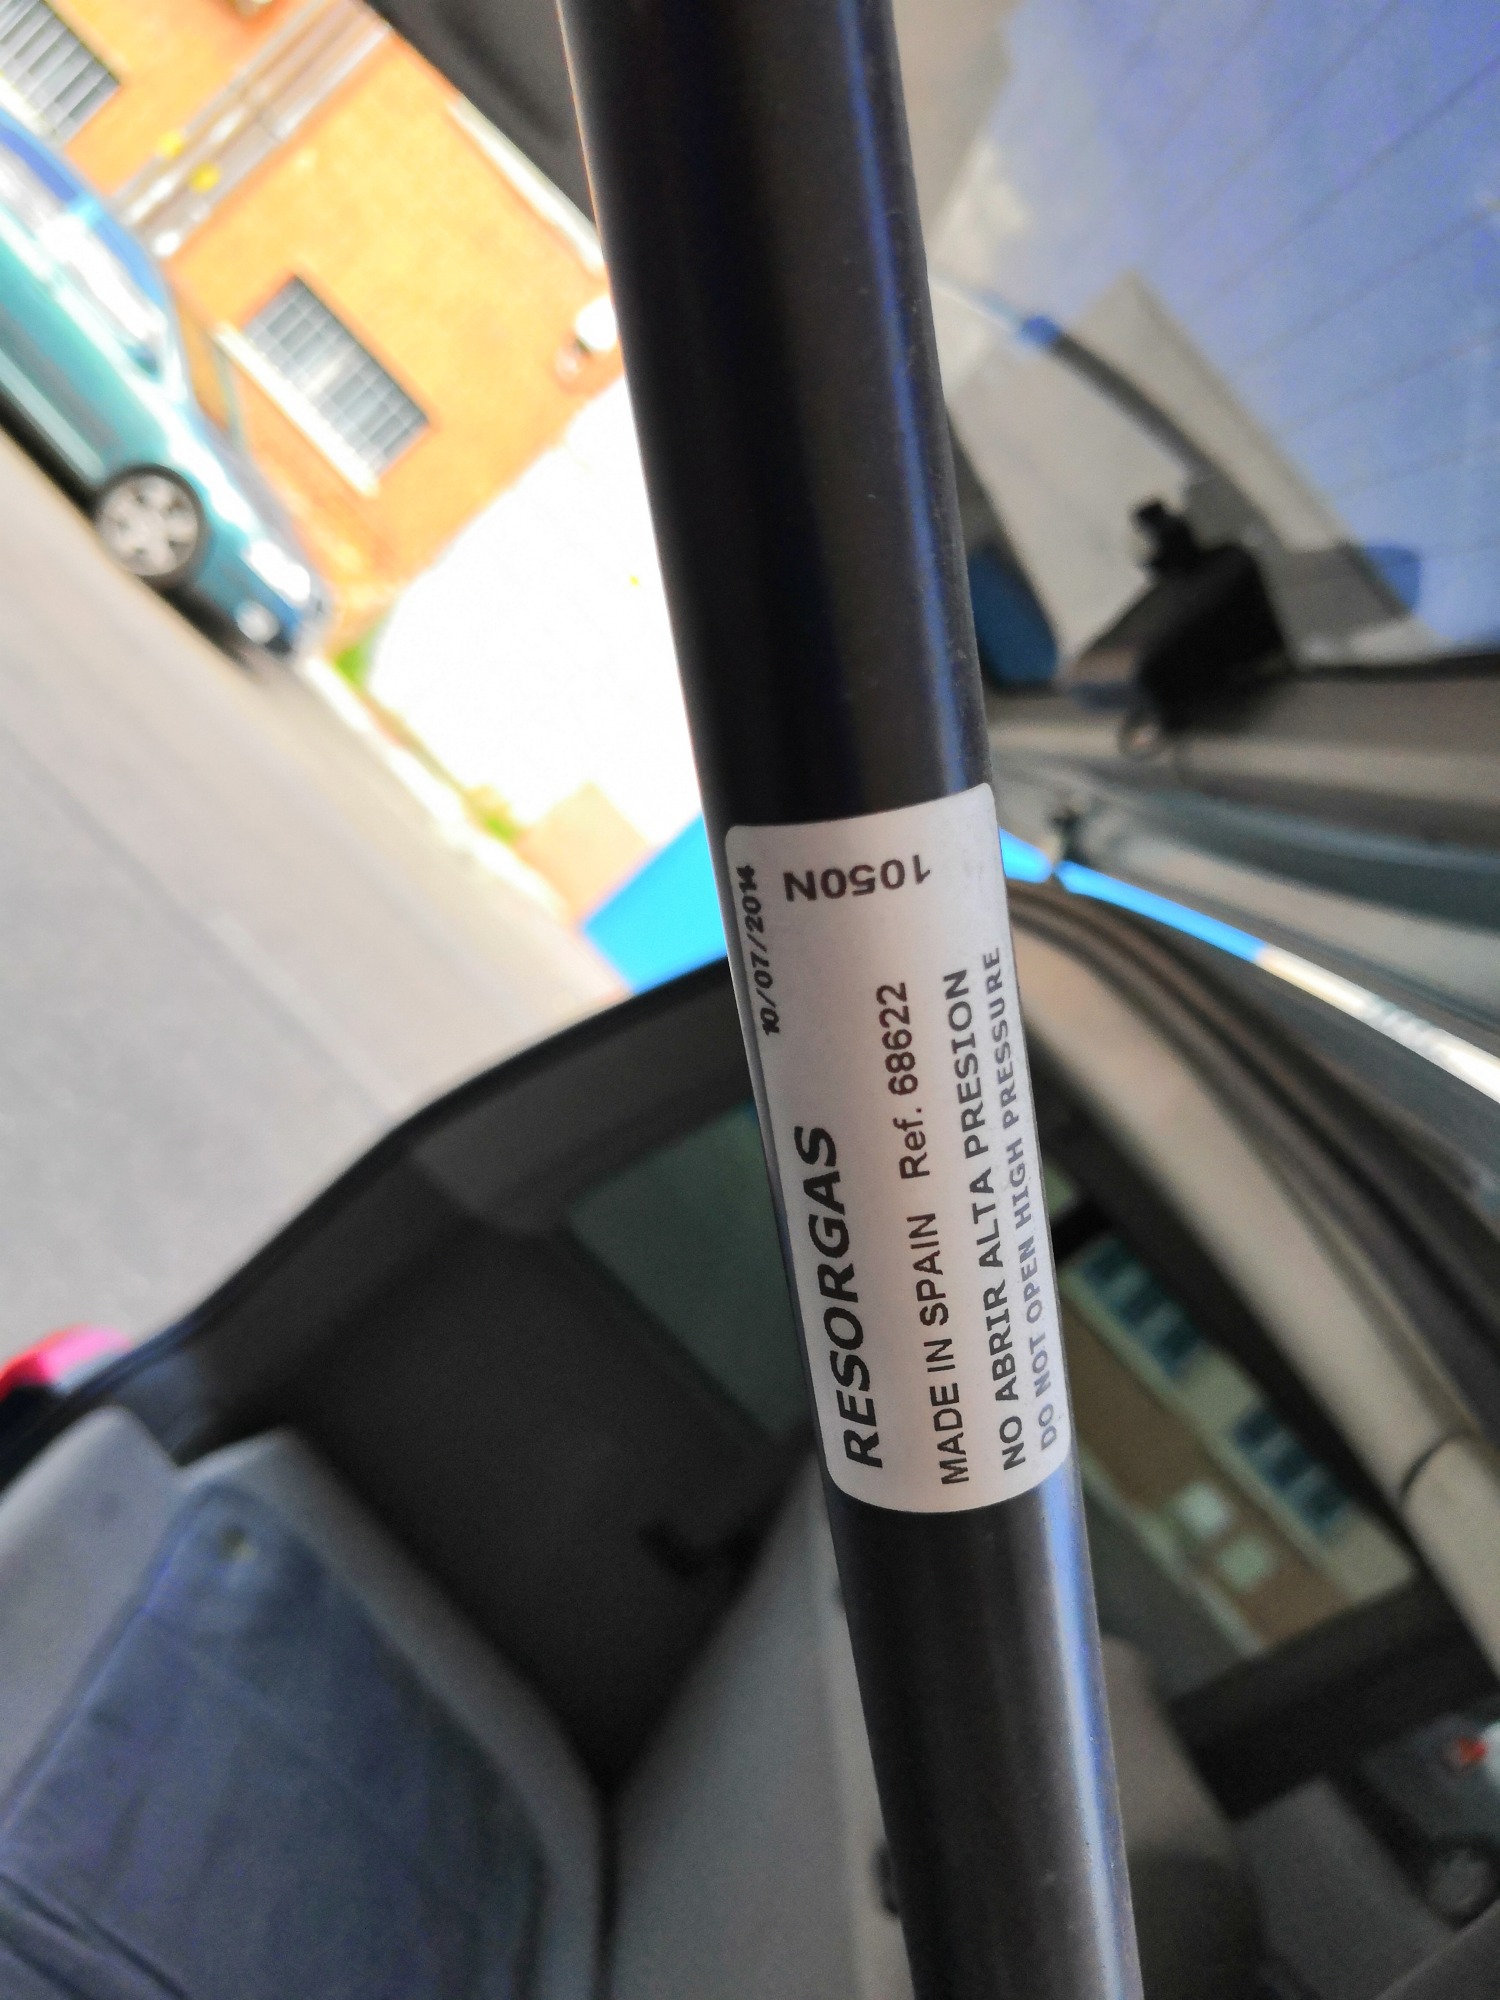 10/07/2014
1050N
RESORGAS
MADE IN SPAIN Ref. 68622
NO ABRIR ALTA PRESION
DO NOT OPEN HIGH PRESSURE